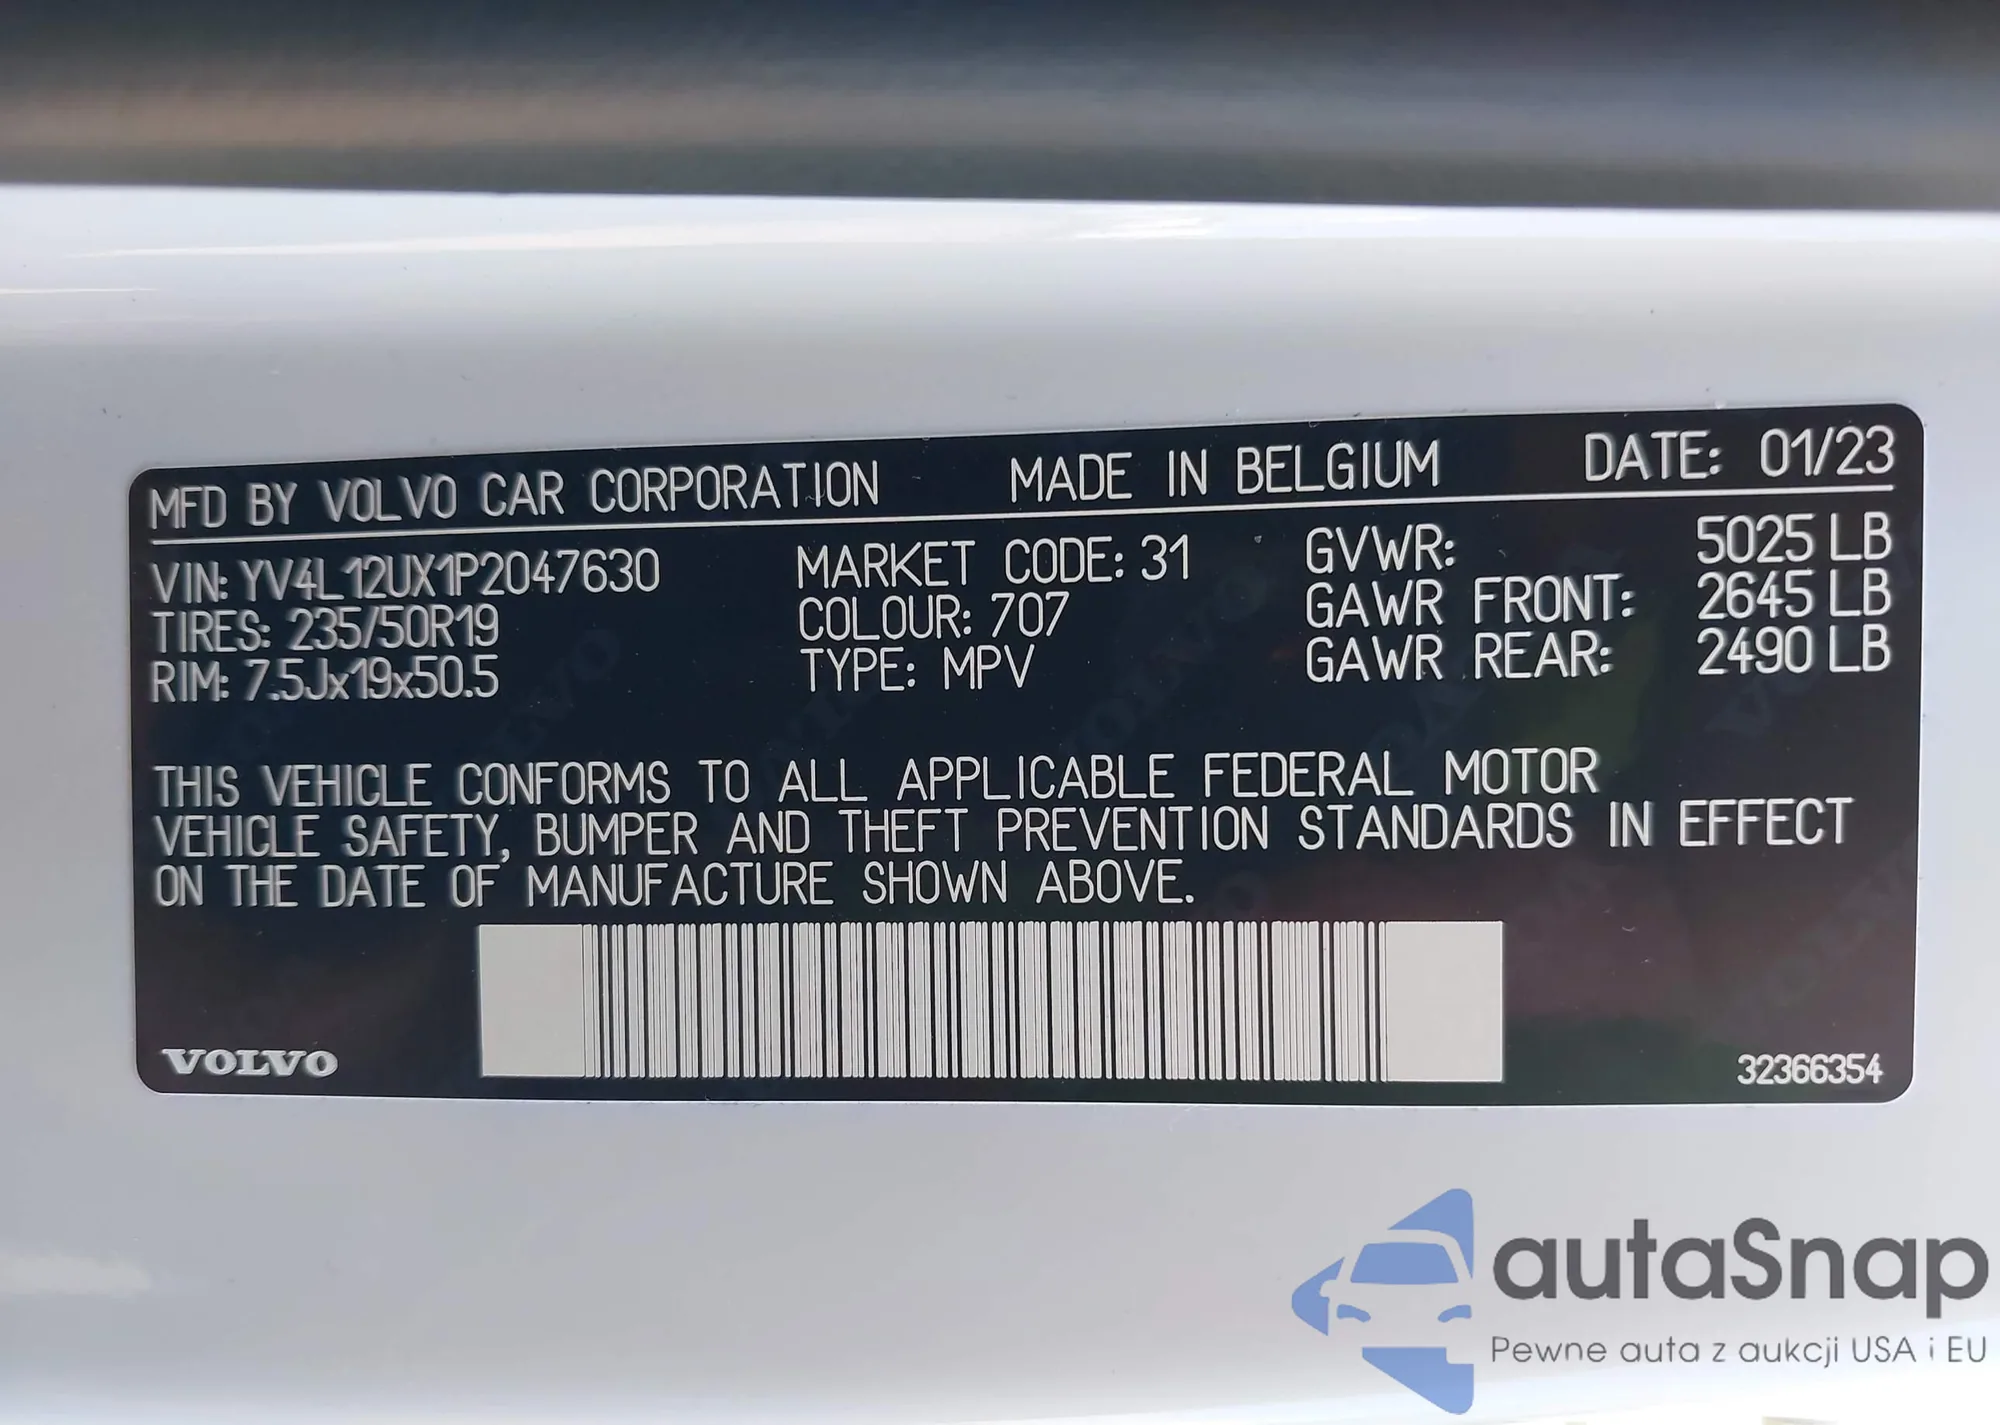 MFD BY VOLVO CAR CORPORATION MADE IN BELGIUM DATE: 01/23
VIN: YV4L12UX1P2047630 MARKET CODE: 31 GVWR: 5025 LB
TIRES: 235/50R19 COLOUR: 707 GAWR FRONT: 2645 LB
RIM: 7.5Jx19x50.5 TYPE: MPV GAWR REAR: 2490 LB
THIS VEHICLE CONFORMS TO ALL APPLICABLE FEDERAL MOTOR
VEHICLE SAFETY, BUMPER AND THEFT PREVENTION STANDARDS IN EFFECT
ON THE DATE OF MANUFACTURE SHOWN ABOVE.
VOLVO
32366354
autaSnap
Pewne auta z aukcji USA i EU